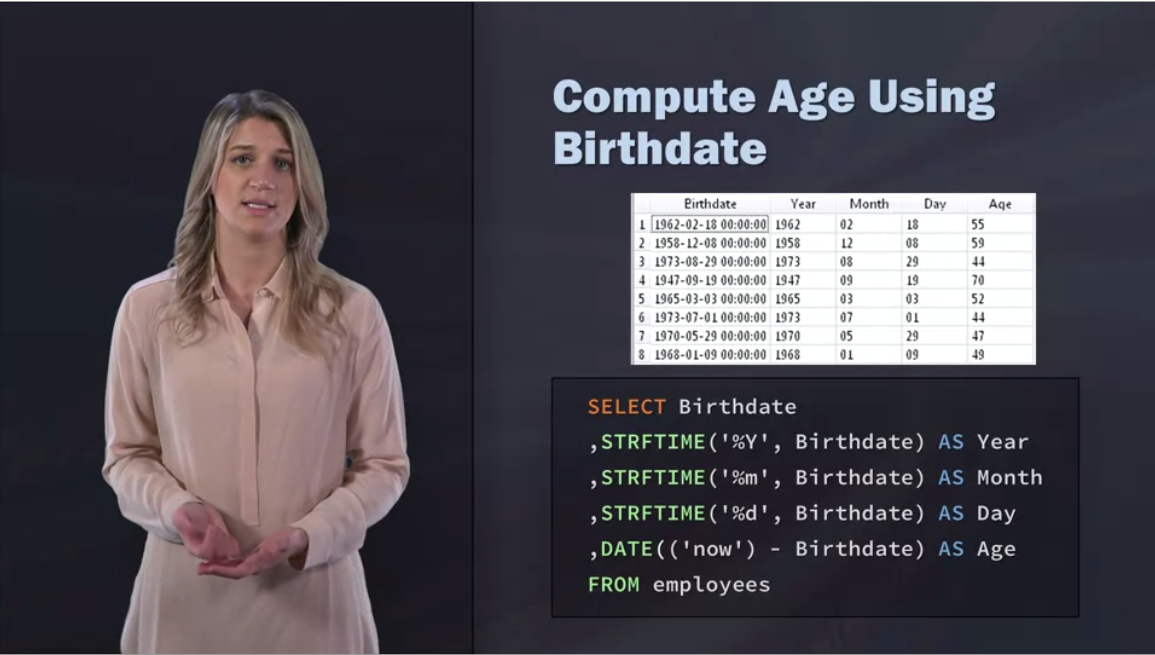 Compute Age Using
Birthdate
Birthdate Year Month Day Age
1 1962-02-18 00:00:00 1962 02 18 55
2 1958-12-08 00:00:00 1958 12 08 59
3 1973-08-29 00:00:00 1973 08 29 44
4 1947-09-19 00:00:00 1947 09 19 70
5 1965-03-03 00:00:00 1965 03 03 52
6 1973-07-01 00:00:00 1973 07 01 44
7 1970-05-29 00:00:00 1970 05 29 47
8 1968-01-09 00:00:00 1968 01 09 49
SELECT Birthdate
,STRFTIME('%Y', Birthdate) AS Year
,STRFTIME('%m', Birthdate) AS Month
,STRFTIME('%d', Birthdate) AS Day
,DATE(('now') - Birthdate) AS Age
FROM employees